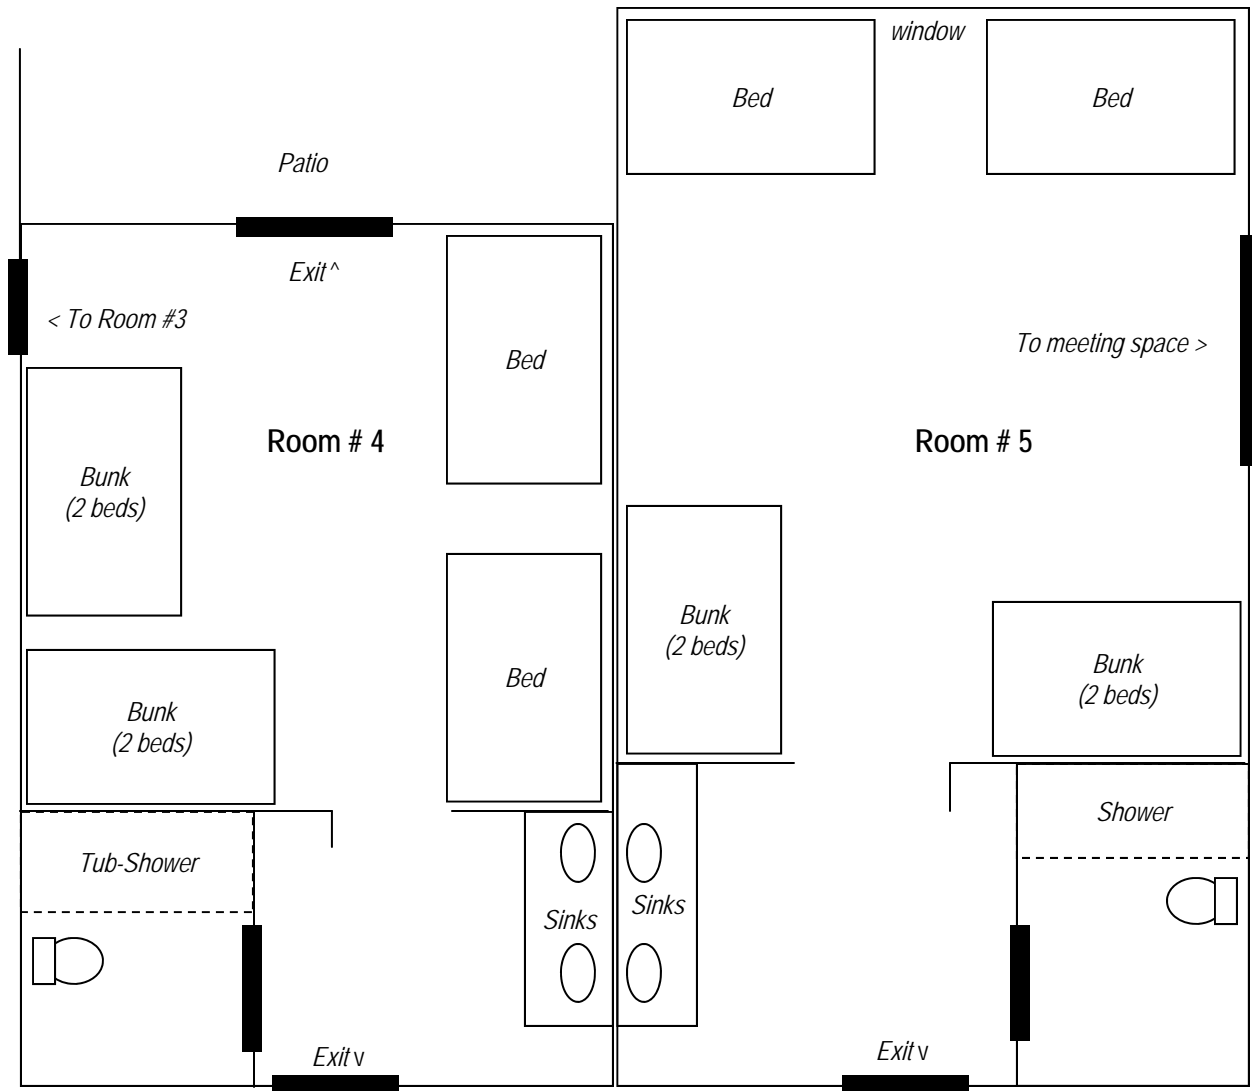 window
Bed
Bed
Patio
Exit ^
< To Room #3
To meeting space >
Bed
Room # 4
Room # 5
Bunk
(2 beds)
Bunk
(2 beds)
Bed
Bunk
(2 beds)
Bunk
(2 beds)
Tub-Shower
Shower
Sinks
Sinks
Exit v
Exit v